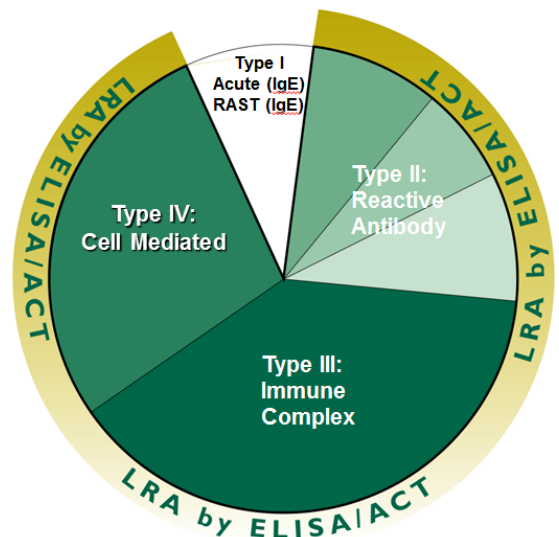 Type I
Acute (IgE)
RAST (IgE)
LRA by ELISA/ACT
Type II:
Reactive
Antibody
LRA by ELISA/ACT
Type IV:
Cell Mediated
LRA by ELISA/ACT
Type III:
Immune
Complex
LRA by ELISA/ACT